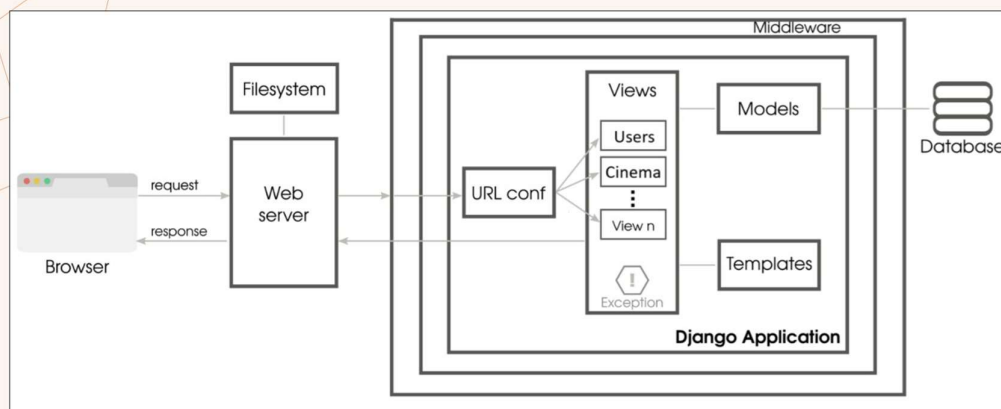 Middleware
Filesystem
Views
Models
Users
Database
request
Web
server
URL conf
Cinema
response
View n
Browser
Templates
!
Exception
Django Application